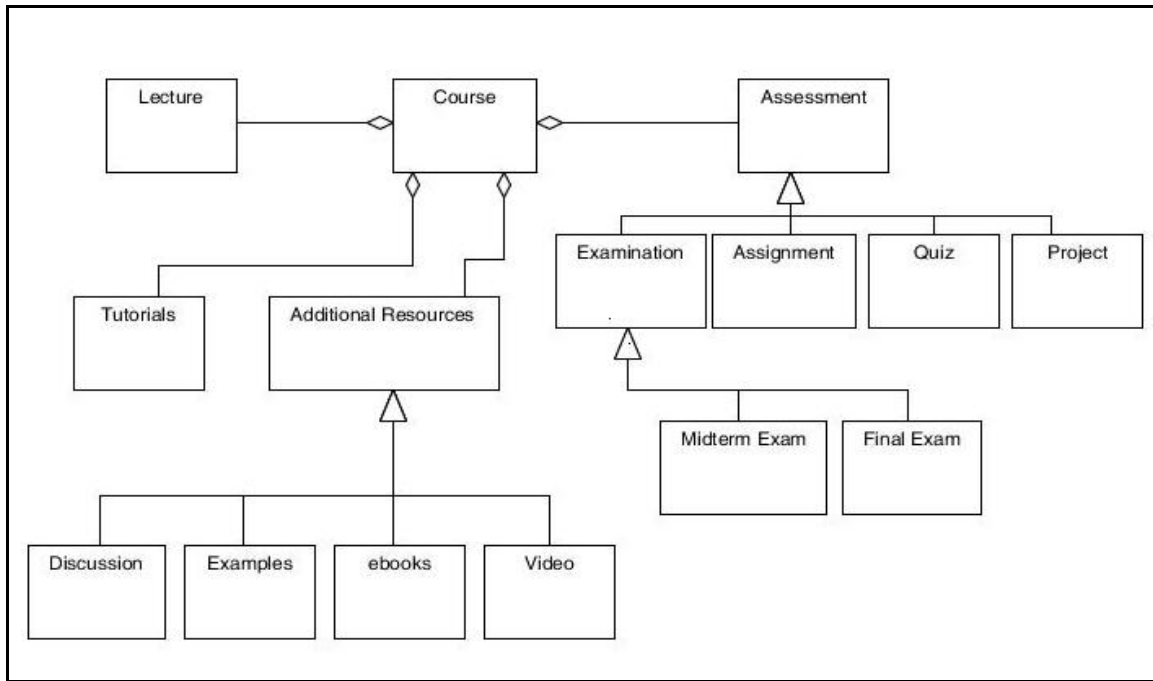 Lecture
Course
Assessment
Examination
Assignment
Quiz
Project
Tutorials
Additional Resources
Midterm Exam
Final Exam
Discussion
Examples
ebooks
Video